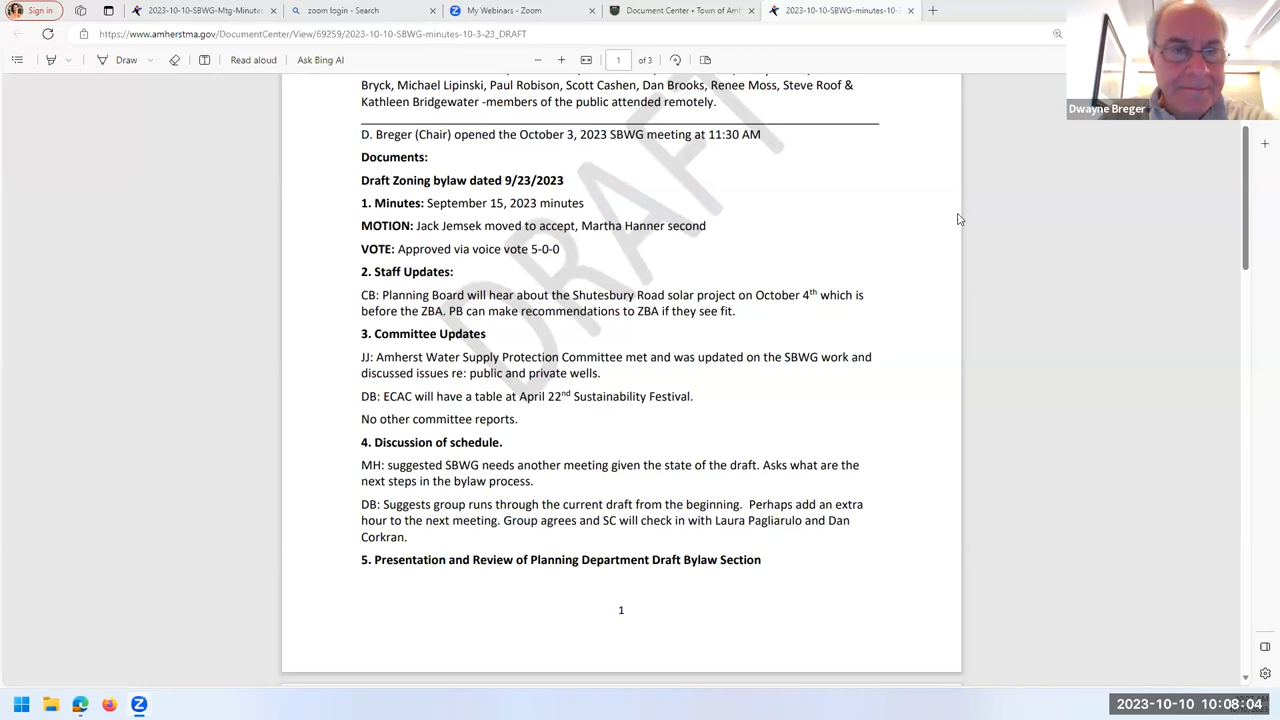 Sign in
2023-10-10-SBWG-Mtg-Minute
zoom login - Search
My Webinars - Zoom
Document Center • Town of Am
2023-10-10-SBWG-minutes-10-
https://www.amherstma.gov/DocumentCenter/View/69259/2023-10-10-SBWG-minutes-10-3-23_DRAFT
Draw
Read aloud
Ask Bing AI
1 of 3
Dwayne Breger
Bryck, Michael Lipinski, Paul Robison, Scott Cashen, Dan Brooks, Renee Moss, Steve Roof &
Kathleen Bridgewater -members of the public attended remotely.
D. Breger (Chair) opened the October 3, 2023 SBWG meeting at 11:30 AM
Documents:
Draft Zoning bylaw dated 9/23/2023
1. Minutes: September 15, 2023 minutes
MOTION: Jack Jemsek moved to accept, Martha Hanner second
VOTE: Approved via voice vote 5-0-0
2. Staff Updates:
CB: Planning Board will hear about the Shutesbury Road solar project on October 4th which is
before the ZBA. PB can make recommendations to ZBA if they see fit.
3. Committee Updates
JJ: Amherst Water Supply Protection Committee met and was updated on the SBWG work and
discussed issues re: public and private wells.
DB: ECAC will have a table at April 22nd Sustainability Festival.
No other committee reports.
4. Discussion of schedule.
MH: suggested SBWG needs another meeting given the state of the draft. Asks what are the
next steps in the bylaw process.
DB: Suggests group runs through the current draft from the beginning.  Perhaps add an extra
hour to the next meeting. Group agrees and SC will check in with Laura Pagliarulo and Dan
Corkran.
5. Presentation and Review of Planning Department Draft Bylaw Section
1
DRAFT
2023-10-10 10:08:04